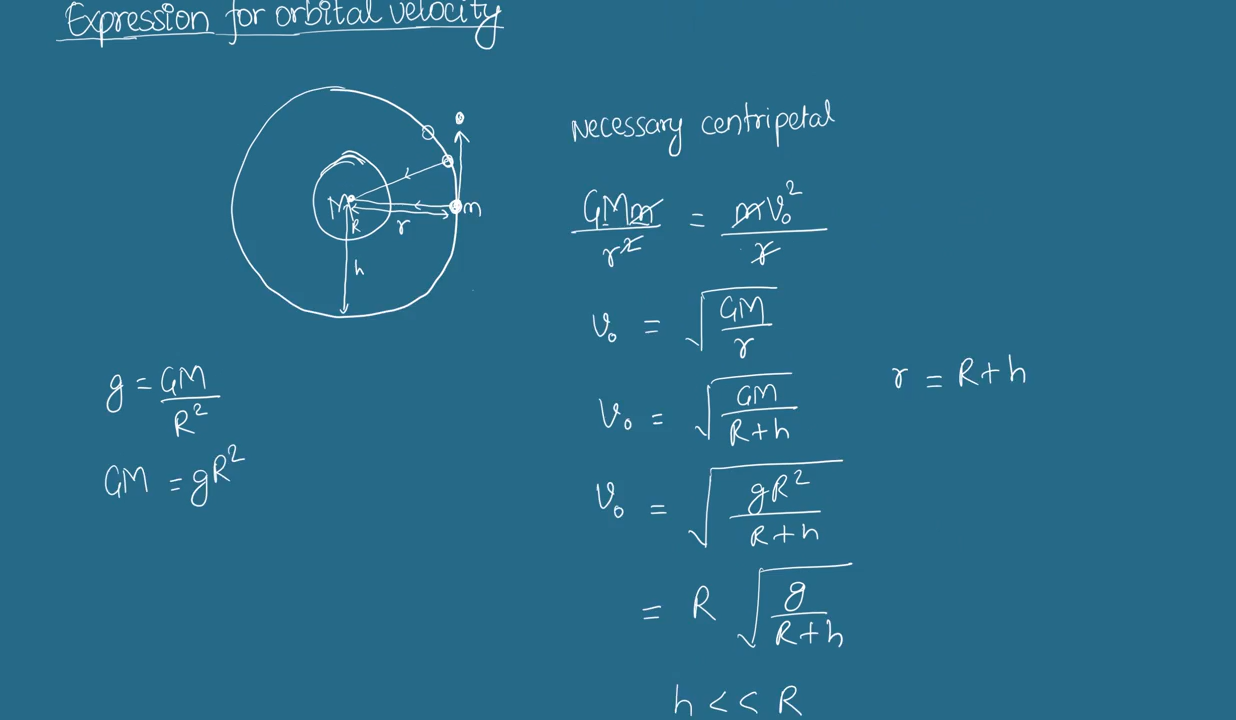 Expression for orbital velocity
Necessary centripetal
M
R
r
m
h
GMm/r² = mv₀²/r
v₀ = √(GM/r)
g = GM/R²
r = R+h
v₀ = √(GM/(R+h))
GM = gR²
v₀ = √(gR²/(R+h))
= R √(g/(R+h))
h << R